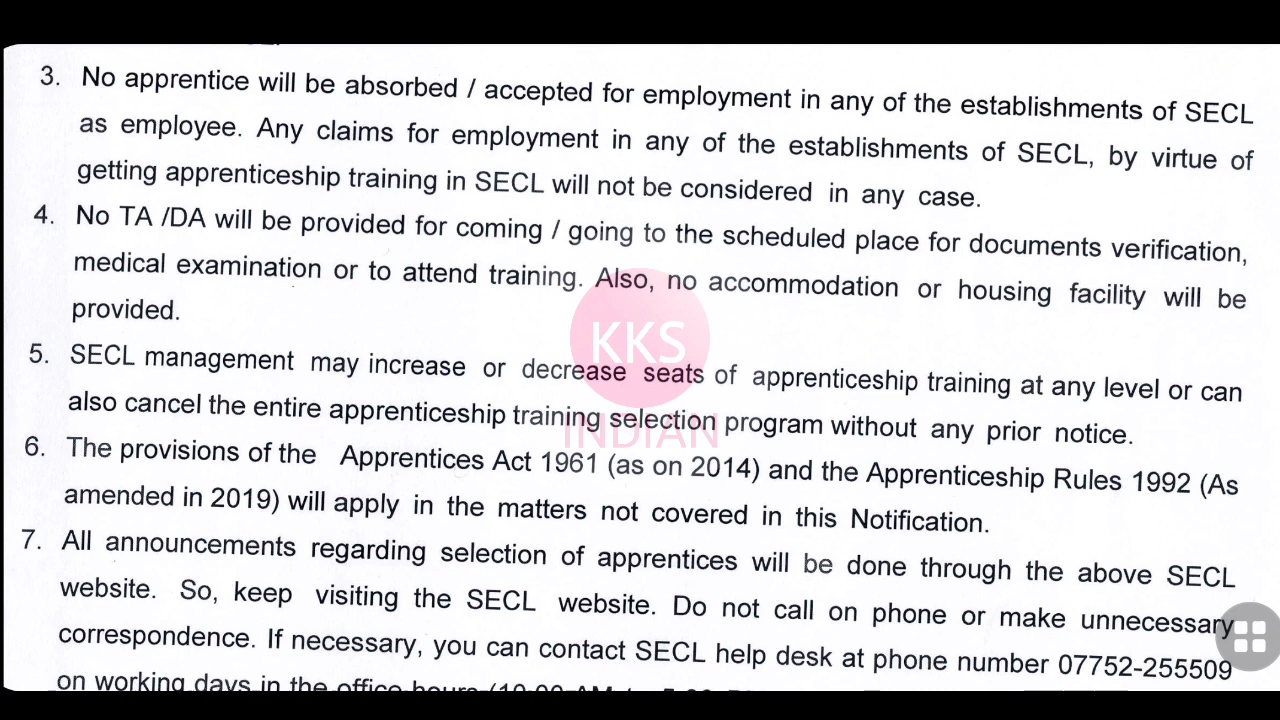 3. No apprentice will be absorbed / accepted for employment in any of the establishments of SECL
as employee. Any claims for employment in any of the establishments of SECL, by virtue of
getting apprenticeship training in SECL will not be considered in any case.
4. No TA /DA will be provided for coming / going to the scheduled place for documents verification,
medical examination or to attend training. Also, no accommodation or housing facility will be
provided.
KKS
INDIAN
5. SECL management may increase or decrease seats of apprenticeship training at any level or can
also cancel the entire apprenticeship training selection program without any prior notice.
6. The provisions of the Apprentices Act 1961 (as on 2014) and the Apprenticeship Rules 1992 (As
amended in 2019) will apply in the matters not covered in this Notification.
7. All announcements regarding selection of apprentices will be done through the above SECL
website. So, keep visiting the SECL website. Do not call on phone or make unnecessary
correspondence. If necessary, you can contact SECL help desk at phone number 07752-255509
on working days in the office hours